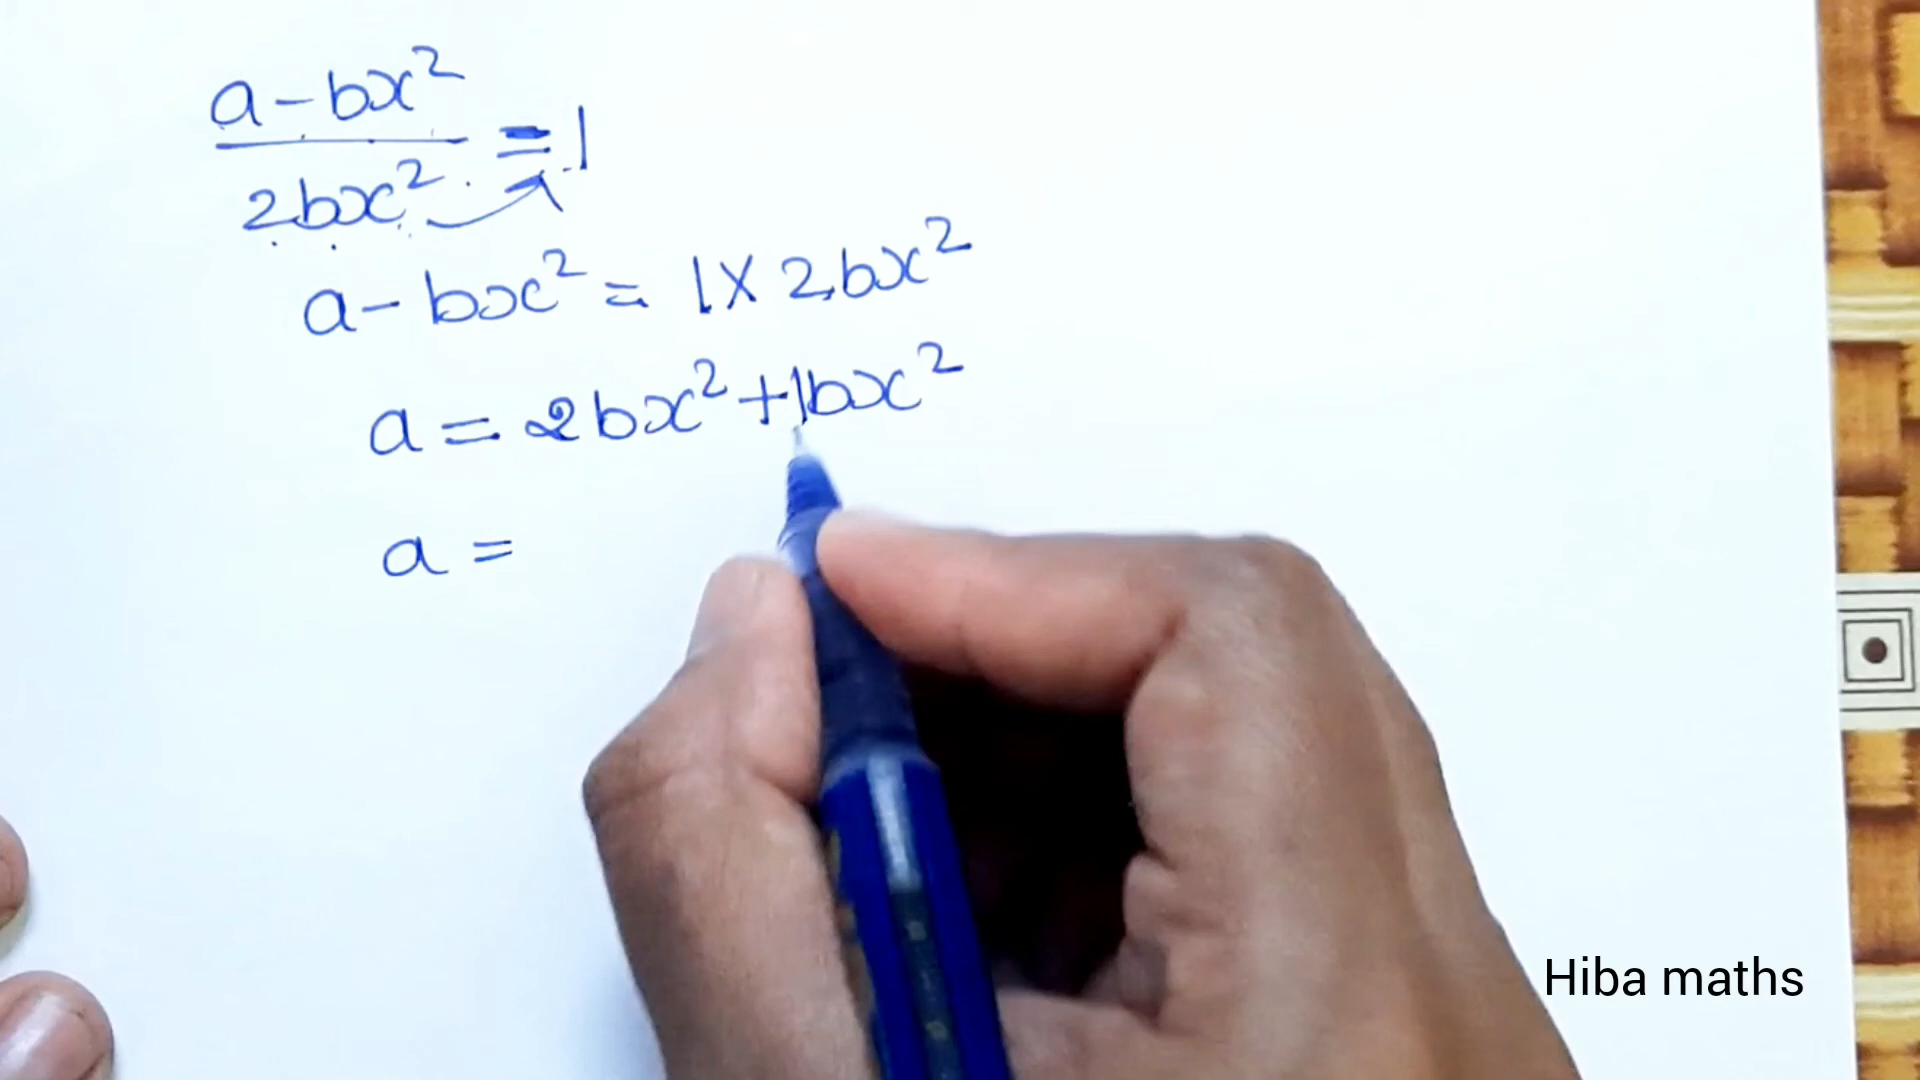 a - bx²
2bx² = 1
a - bx² = 1 X 2bx²
a = 2bx² + 1bx²
a =
Hiba maths